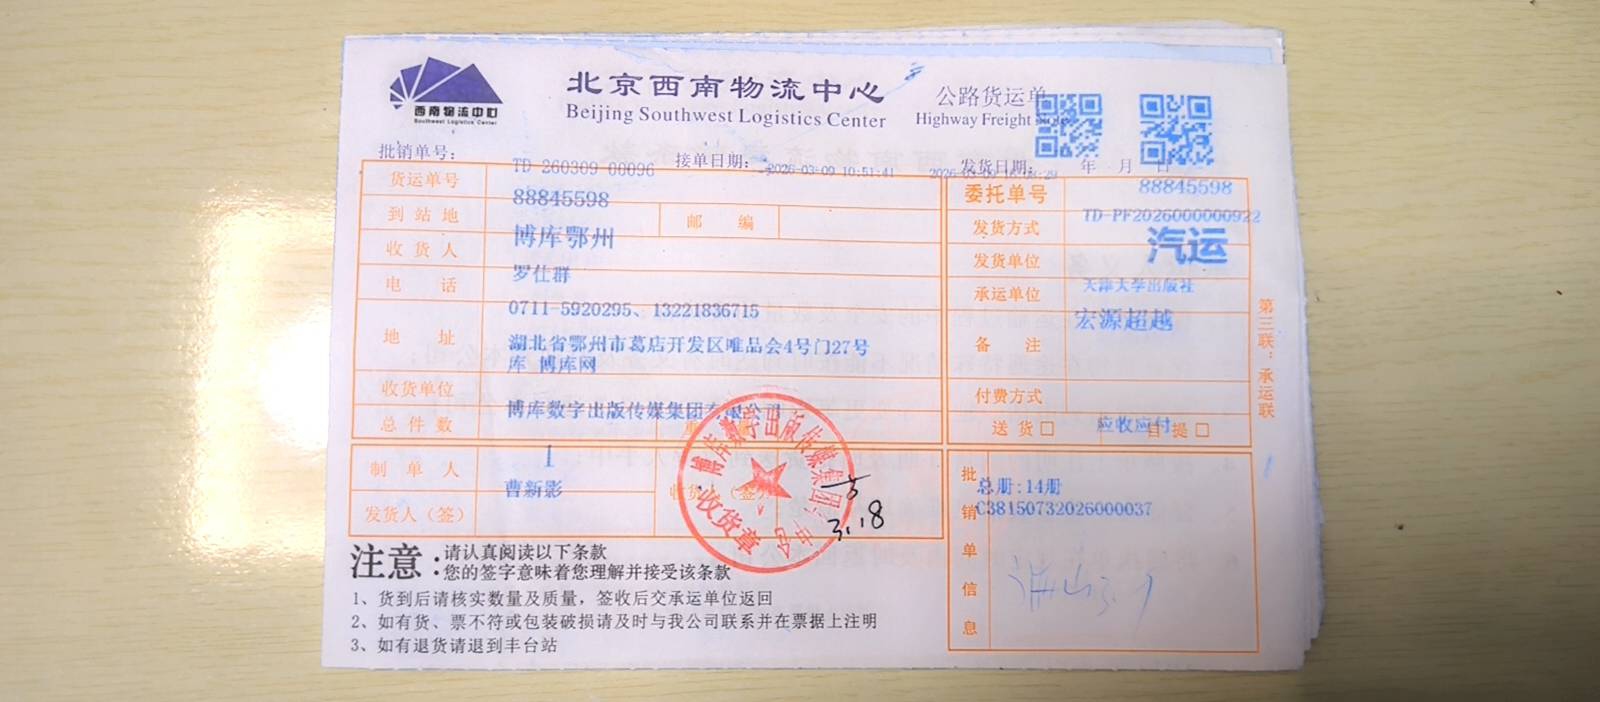 西南物流中心
Southwest Logistics Center
北京西南物流中心
Beijing Southwest Logistics Center
公路货运单
Highway Freight
批销单号: TD-260309-00096 接单日期: 2026-03-09 10:51:41 发货日期: 年 月 日
货运单号 88845598
到站地 博库鄂州 邮编
收货人 罗仕群
电话 0711-5920295、13221836715
地址 湖北省鄂州市葛店开发区唯品会4号门27号
库 博库网
收货单位 博库数字出版传媒集团有限公司
总件数 1
制单人 曹新影
发货人(签) 收货人(签)
委托单号 88845598
TD-PF2026000000922
发货方式 汽运
发货单位 天津大学出版社
承运单位 宏源超越
备注
付费方式 应收应付
送货□ 自提□
批销单信息
总册:14册
C38150732026000037
第三联:承运联
博库数字出版传媒集团
收货章
3.18
注意:
请认真阅读以下条款
您的签字意味着您理解并接受该条款
1、货到后请核实数量及质量,签收后交承运单位返回
2、如有货、票不符或包装破损请及时与我公司联系并在票据上注明
3、如有退货请退到丰台站